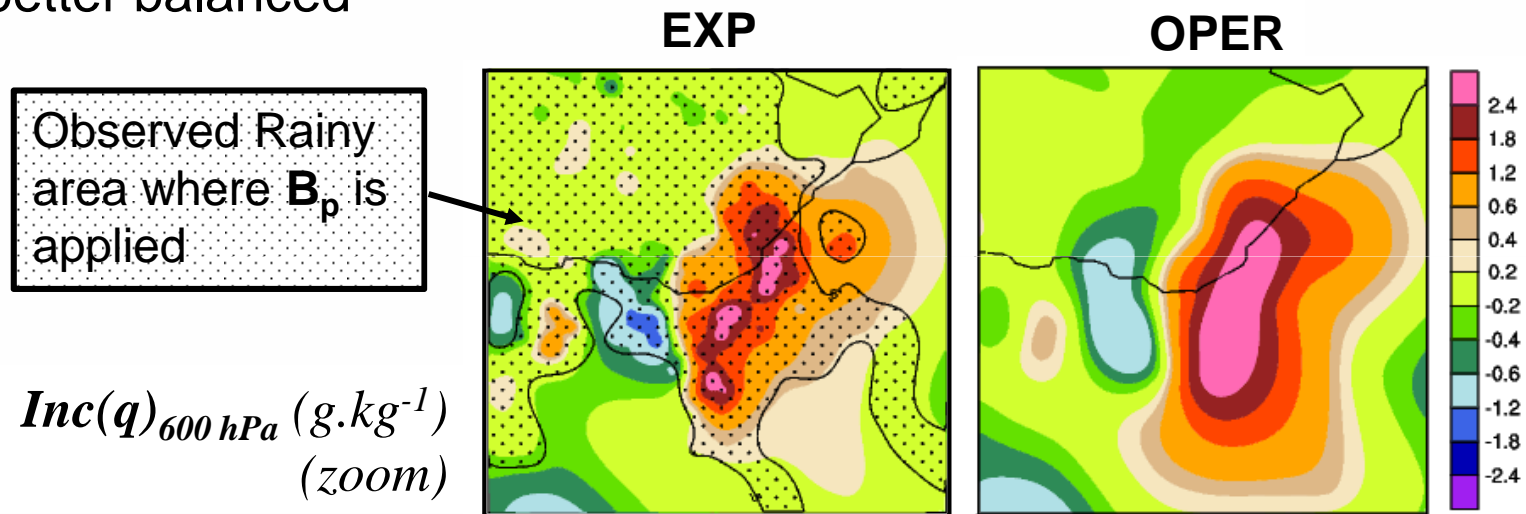 better balanced
EXP
OPER
Observed Rainy
area where Bp is
applied
Inc(q)600 hPa (g.kg-1)
(zoom)
2.4
1.8
1.2
0.6
0.4
0.2
-0.2
-0.4
-0.6
-1.2
-1.8
-2.4